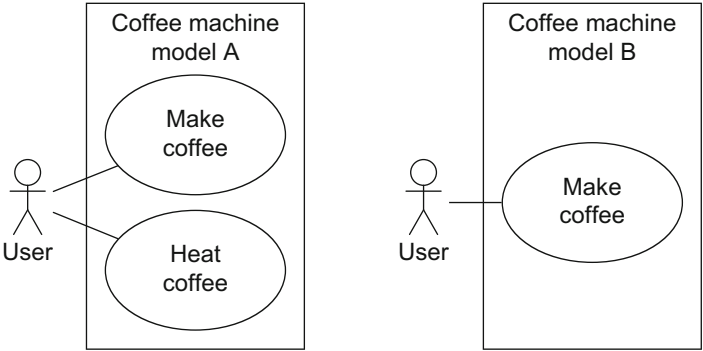 Coffee machine
model A
Make
coffee
User
Heat
coffee
Coffee machine
model B
Make
coffee
User